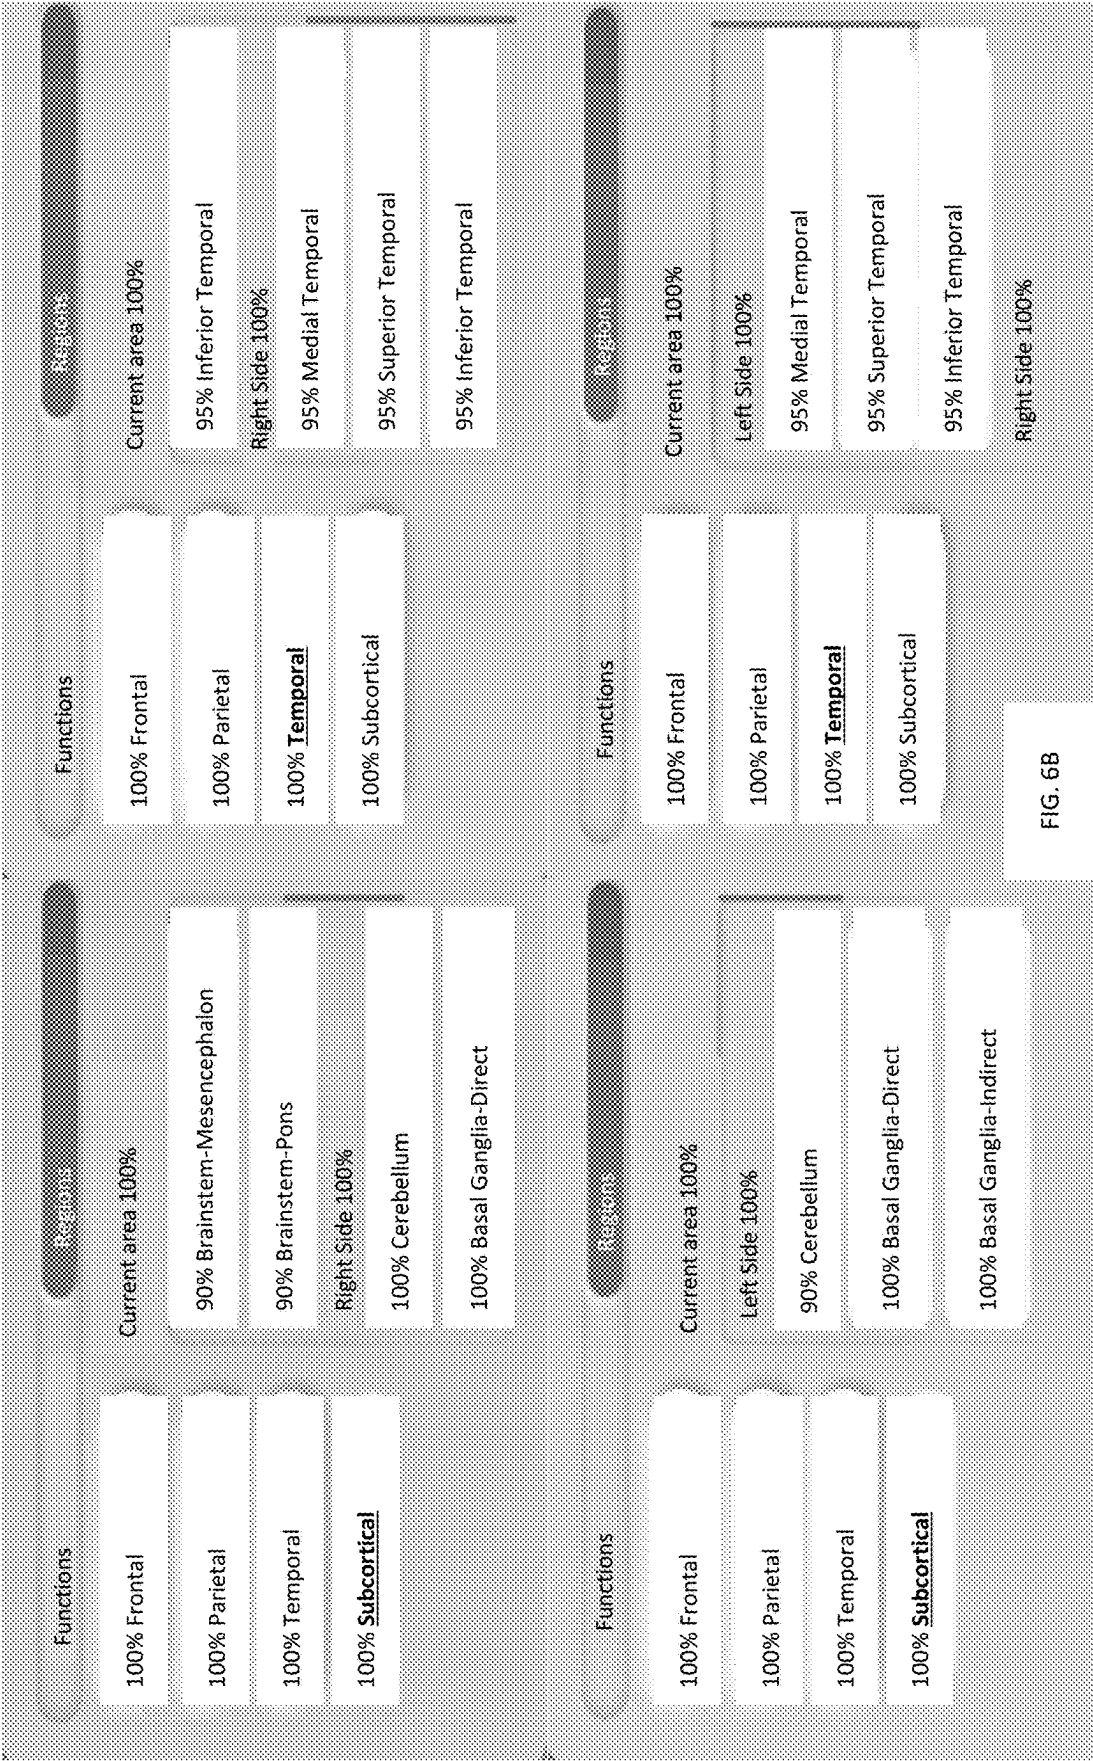 Functions
Regions
100% Frontal
100% Parietal
100% Temporal
100% Subcortical
Current area 100%
90% Brainstem-Mesencephalon
90% Brainstem-Pons
Right Side 100%
100% Cerebellum
100% Basal Ganglia-Direct
Functions
Regions
100% Frontal
100% Parietal
100% Temporal
100% Subcortical
Current area 100%
95% Inferior Temporal
Right Side 100%
95% Medial Temporal
95% Superior Temporal
95% Inferior Temporal
Functions
Regions
100% Frontal
100% Parietal
100% Temporal
100% Subcortical
Current area 100%
Left Side 100%
90% Cerebellum
100% Basal Ganglia-Direct
100% Basal Ganglia-Indirect
Functions
Regions
100% Frontal
100% Parietal
100% Temporal
100% Subcortical
Current area 100%
Left Side 100%
95% Medial Temporal
95% Superior Temporal
95% Inferior Temporal
Right Side 100%
FIG. 6B